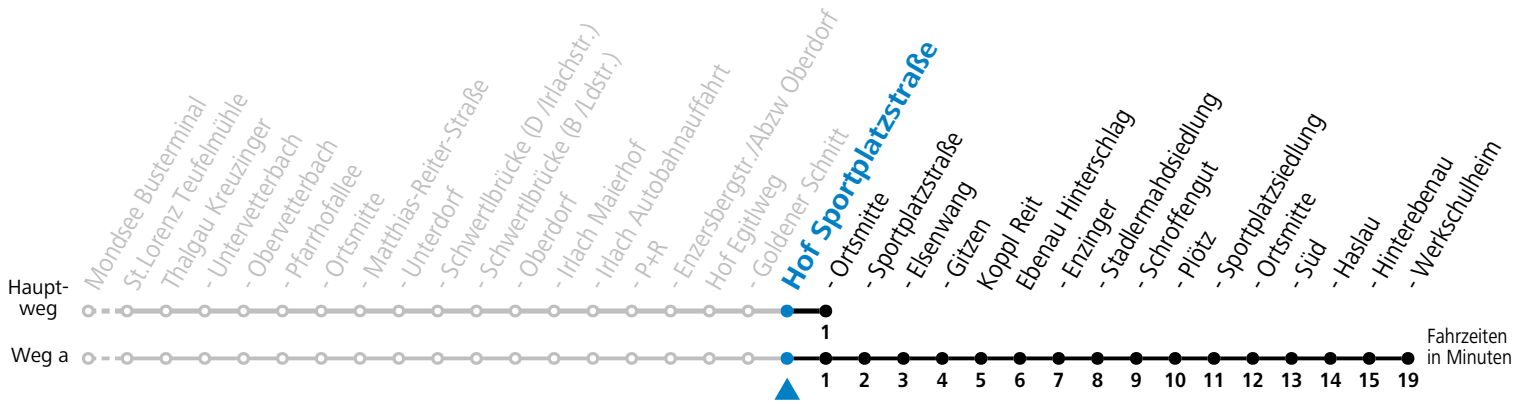 Mondsee Busterminal
St.Lorenz Teufelmühle
Thalgau Kreuzinger
- Untervetterbach
- Obervetterbach
- Pfarrhofallee
- Ortsmitte
- Matthias-Reiter-Straße
- Unterdorf
- Schwertlbrücke (D /Irlachstr.)
- Schwertlbrücke (B /Ldstr.)
- Oberdorf
- Irlach Maierhof
- Irlach Autobahnauffahrt
- P+R
- Enzersbergstr./Abzw Oberdorf
Hof Egitlweg
- Goldener Schnitt
Hof Sportplatzstraße
- Ortsmitte
- Sportplatzstraße
- Elsenwang
- Gitzen
Koppl Reit
Ebenau Hinterschlag
- Enzinger
- Stadlermahdsiedlung
- Schroffengut
- Plötz
- Sportplatzsiedlung
- Ortsmitte
- Süd
- Haslau
- Hinterebenau
- Werkschulheim
Haupt-
weg
1
Weg a
Fahrzeiten
in Minuten
1 2 3 4 5 6 7 8 9 10 11 12 13 14 15 19